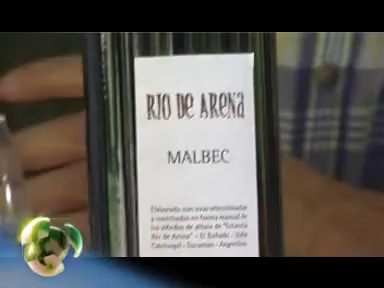 RIO DE ARENA
MALBEC
Elaborado con uvas seleccionadas
y cosechadas en forma manual de
los viñedos de altura de "Estancia
Rio de Arena" - El Bañado - Valle
Calchaquí - Tucumán - Argentina